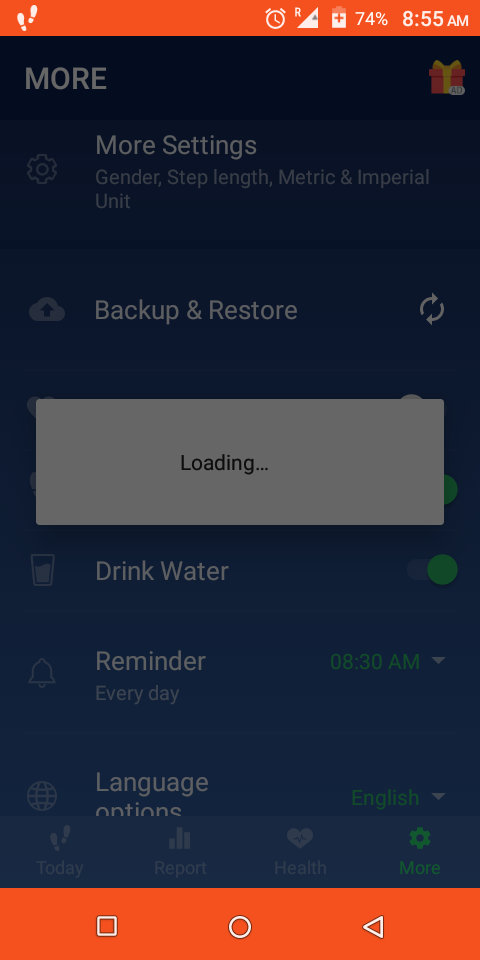 R 74% 8:55 AM
MORE
AD
More Settings
Gender, Step length, Metric & Imperial
Unit
Backup & Restore
Loading...
Drink Water
Reminder 08:30 AM
Every day
Language
options English
Today Report Health More